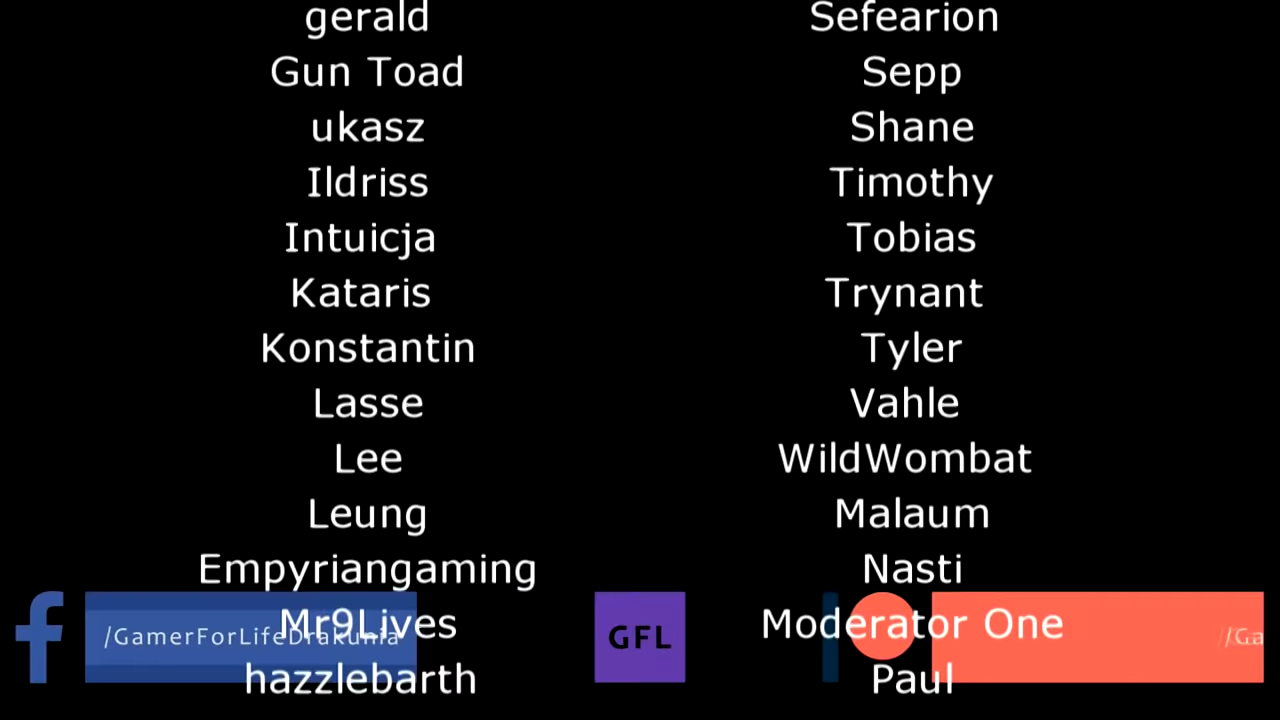 gerald
Gun Toad
ukasz
Ildriss
Intuicja
Kataris
Konstantin
Lasse
Lee
Leung
Empyriangaming
Mr9Lives
hazzlebarth
Sefearion
Sepp
Shane
Timothy
Tobias
Trynant
Tyler
Vahle
WildWombat
Malaum
Nasti
Moderator One
Paul
/GamerForLifeDrakunia
GFL
/Ga